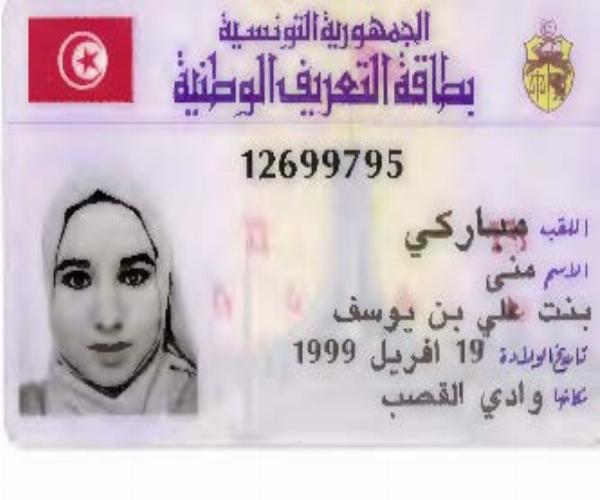 الجمهورية التونسية
بطاقة التعريف الوطنية
12699795
اللقب مباركي
الاسم منى
بنت علي بن يوسف
تاريخ الولادة 19 افريل 1999
مكانها وادي القصب